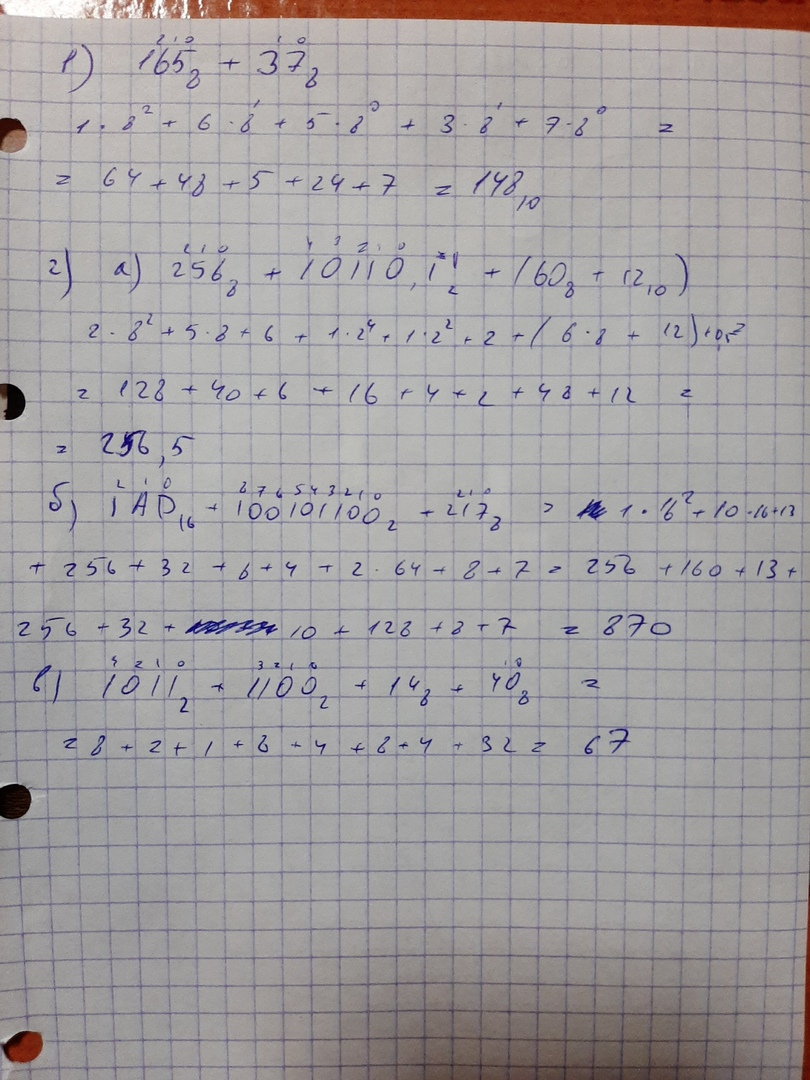 1) 165₈ + 37₈
1 · 8² + 6 · 8¹ + 5 · 8⁰ + 3 · 8¹ + 7 · 8⁰ =
= 64 + 48 + 5 + 24 + 7 = 148₁₀
2) а) 256₈ + 10110,1₂ + (60₈ + 12₁₀)
2 · 8² + 5 · 8 + 6 + 1 · 2⁴ + 1 · 2² + 2 + (6 · 8 + 12) + 0,5 =
= 128 + 40 + 6 + 16 + 4 + 2 + 48 + 12 =
= 256,5
б) 1AD₁₆ + 100101100₂ + 217₈ = 1 · 16² + 10 · 16 + 13
+ 256 + 32 + 8 + 4 + 2 · 64 + 8 + 7 = 256 + 160 + 13 +
256 + 32 + 10 + 128 + 8 + 7 = 870
в) 1011₂ + 1100₂ + 14₈ + 40₈ =
= 8 + 2 + 1 + 8 + 4 + 8 + 4 + 32 = 67